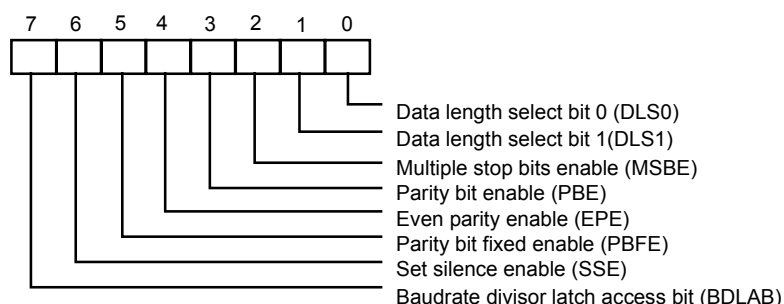 7 6 5 4 3 2 1 0
Data length select bit 0 (DLS0)
Data length select bit 1(DLS1)
Multiple stop bits enable (MSBE)
Parity bit enable (PBE)
Even parity enable (EPE)
Parity bit fixed enable (PBFE)
Set silence enable (SSE)
Baudrate divisor latch access bit (BDLAB)